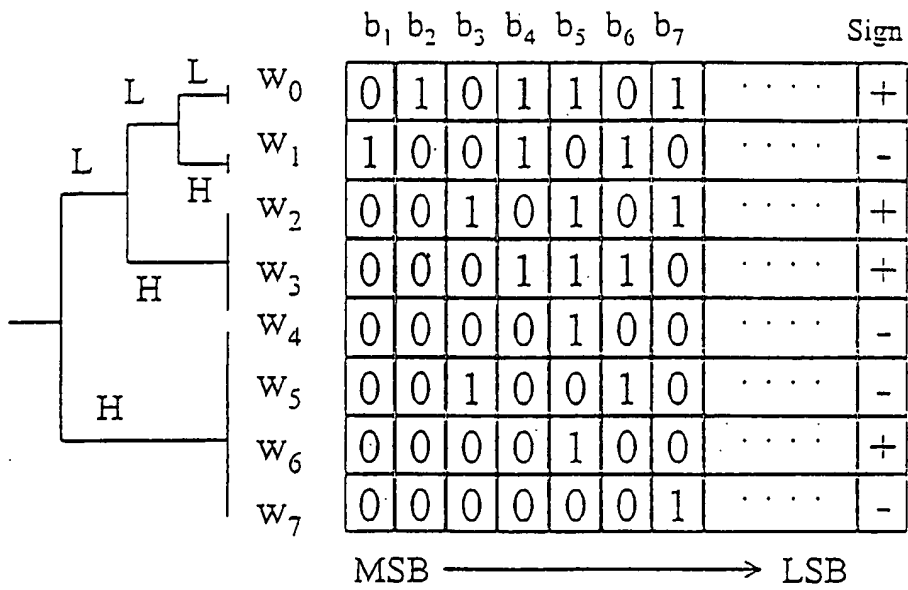 b1 b2 b3 b4 b5 b6 b7 Sign
L L W0 0 1 0 1 1 0 1 ···· +
L H W1 1 0 0 1 0 1 0 ···· -
W2 0 0 1 0 1 0 1 ···· +
H W3 0 0 0 1 1 1 0 ···· +
W4 0 0 0 0 1 0 0 ···· -
H W5 0 0 1 0 0 1 0 ···· -
W6 0 0 0 0 1 0 0 ···· +
W7 0 0 0 0 0 0 1 ···· -
MSB LSB